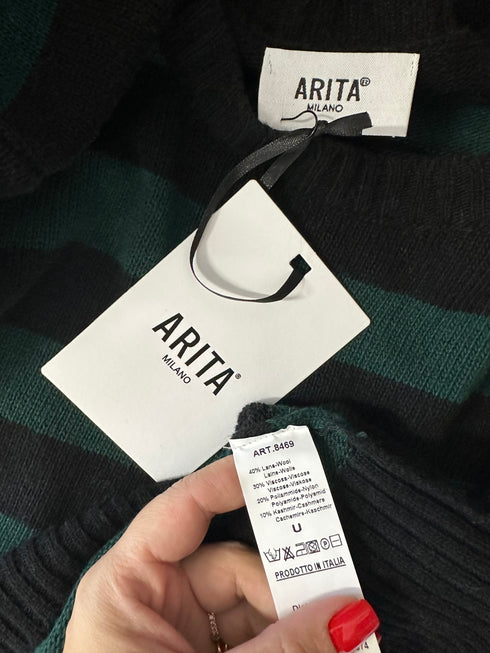 ARITA®
MILANO
ARITA®
MILANO
ART.8469
40% Lana-Wool
Laine-Wolle
30% Viscosa-Viscose
Viscose-Viskose
20% Poliammide-Nylon
Polyamide-Polyamid
10% Kashmir-Cashmere
Cachemire-Kaschmir
U
PRODOTTO IN ITALIA